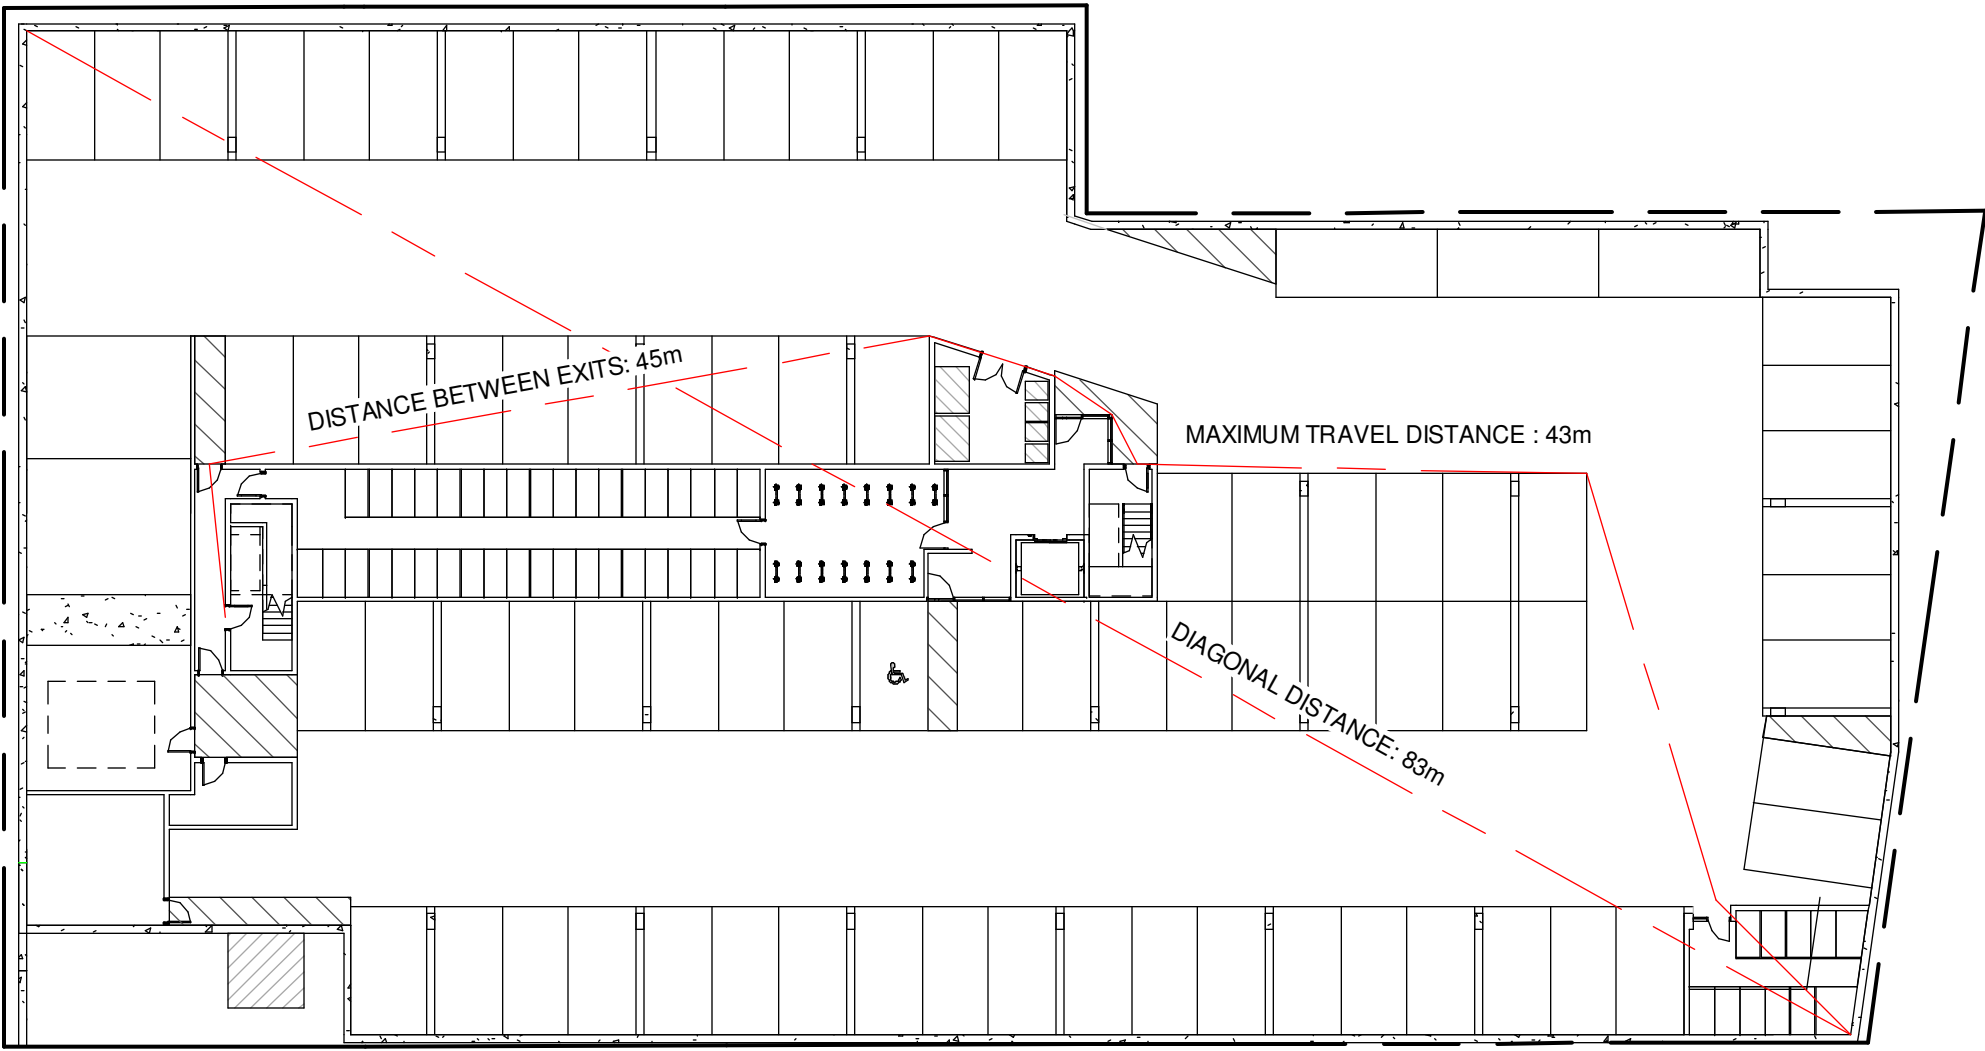 DISTANCE BETWEEN EXITS: 45m
MAXIMUM TRAVEL DISTANCE : 43m
DIAGONAL DISTANCE: 83m